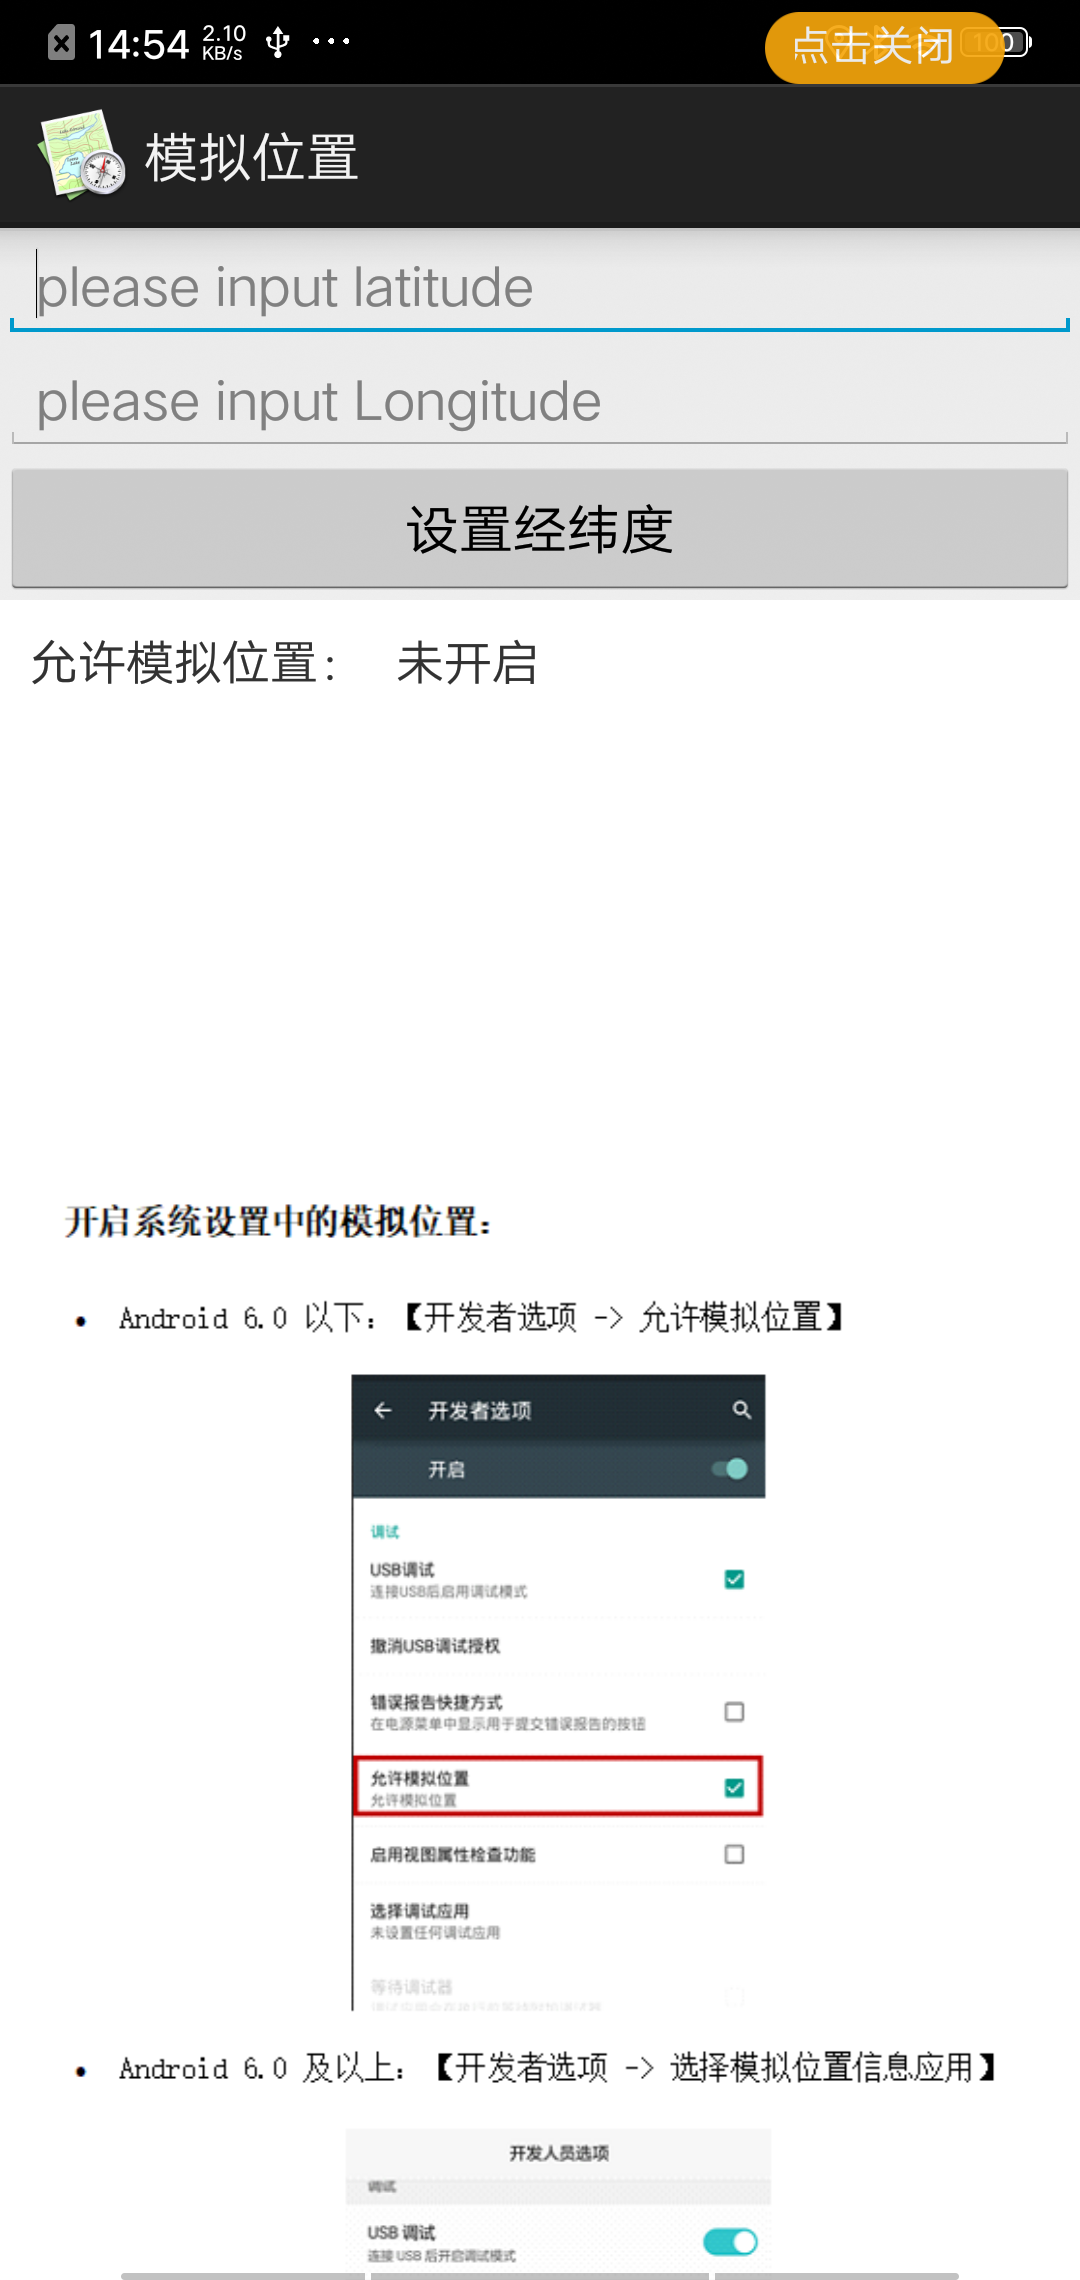 14:54 2.10 KB/s ... 点击关闭 100
模拟位置
please input latitude
please input Longitude
设置经纬度
允许模拟位置： 未开启
开启系统设置中的模拟位置：
• Android 6.0 以下：【开发者选项 -> 允许模拟位置】
开发者选项
开启
调试
USB调试
连接USB后启用调试模式
撤消USB调试授权
错误报告快捷方式
在电源菜单中显示用于提交错误报告的按钮
允许模拟位置
允许模拟位置
启用视图属性检查功能
选择调试应用
未设置任何调试应用
等待调试器
• Android 6.0 及以上：【开发者选项 -> 选择模拟位置信息应用】
开发人员选项
调试
USB 调试
连接 USB 后开启调试模式